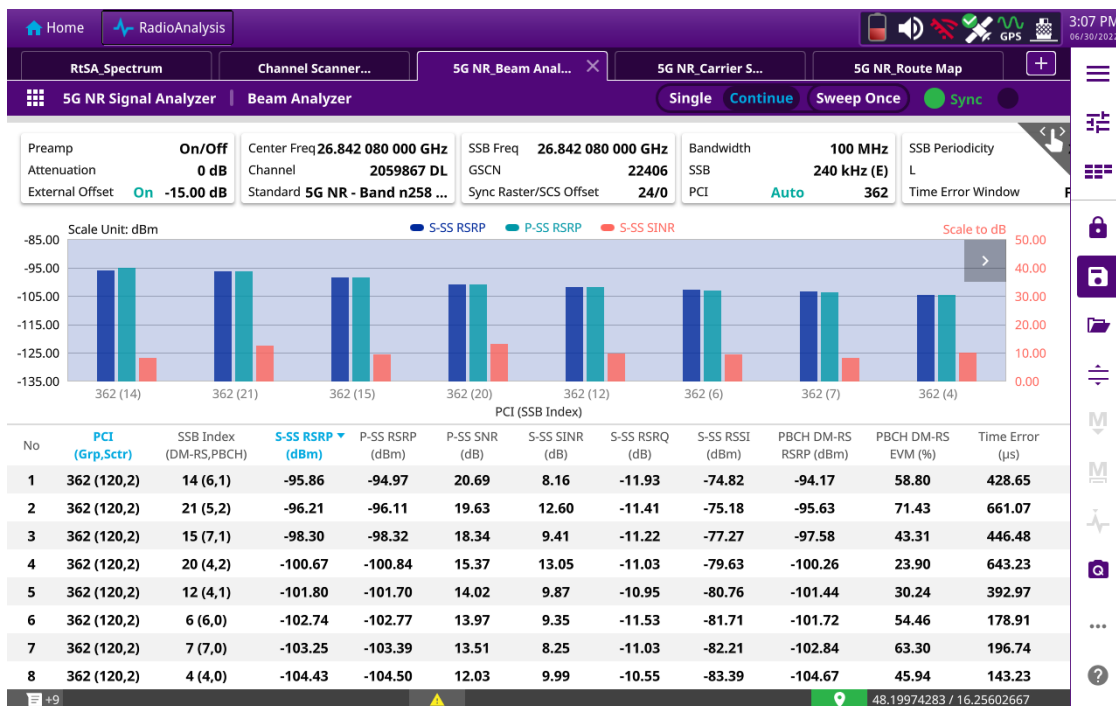 Home RadioAnalysis GPS 3:07 PM
06/30/202
RtSA_Spectrum Channel Scanner... 5G NR_Beam Anal... 5G NR_Carrier S... 5G NR_Route Map +
5G NR Signal Analyzer | Beam Analyzer Single Continue Sweep Once Sync
Preamp On/Off Center Freq 26.842 080 000 GHz SSB Freq 26.842 080 000 GHz Bandwidth 100 MHz SSB Periodicity
Attenuation 0 dB Channel 2059867 DL GSCN 22406 SSB 240 kHz (E) L
External Offset On -15.00 dB Standard 5G NR - Band n258 ... Sync Raster/SCS Offset 24/0 PCI Auto 362 Time Error Window
Scale Unit: dBm S-SS RSRP P-SS RSRP S-SS SINR Scale to dB
-85.00 50.00
-95.00 40.00
-105.00 30.00
-115.00 20.00
-125.00 10.00
-135.00 0.00
362 (14) 362 (21) 362 (15) 362 (20) 362 (12) 362 (6) 362 (7) 362 (4)
PCI (SSB Index)
No PCI SSB Index S-SS RSRP P-SS RSRP P-SS SNR S-SS SINR S-SS RSRQ S-SS RSSI PBCH DM-RS PBCH DM-RS Time Error
(Grp,Sctr) (DM-RS,PBCH) (dBm) (dBm) (dB) (dB) (dB) (dBm) RSRP (dBm) EVM (%) (μs)
1 362 (120,2) 14 (6,1) -95.86 -94.97 20.69 8.16 -11.93 -74.82 -94.17 58.80 428.65
2 362 (120,2) 21 (5,2) -96.21 -96.11 19.63 12.60 -11.41 -75.18 -95.63 71.43 661.07
3 362 (120,2) 15 (7,1) -98.30 -98.32 18.34 9.41 -11.22 -77.27 -97.58 43.31 446.48
4 362 (120,2) 20 (4,2) -100.67 -100.84 15.37 13.05 -11.03 -79.63 -100.26 23.90 643.23
5 362 (120,2) 12 (4,1) -101.80 -101.70 14.02 9.87 -10.95 -80.76 -101.44 30.24 392.97
6 362 (120,2) 6 (6,0) -102.74 -102.77 13.97 9.35 -11.53 -81.71 -101.72 54.46 178.91
7 362 (120,2) 7 (7,0) -103.25 -103.39 13.51 8.25 -11.03 -82.21 -102.84 63.30 196.74
8 362 (120,2) 4 (4,0) -104.43 -104.50 12.03 9.99 -10.55 -83.39 -104.67 45.94 143.23
+9 48.19974283 / 16.25602667
M
M